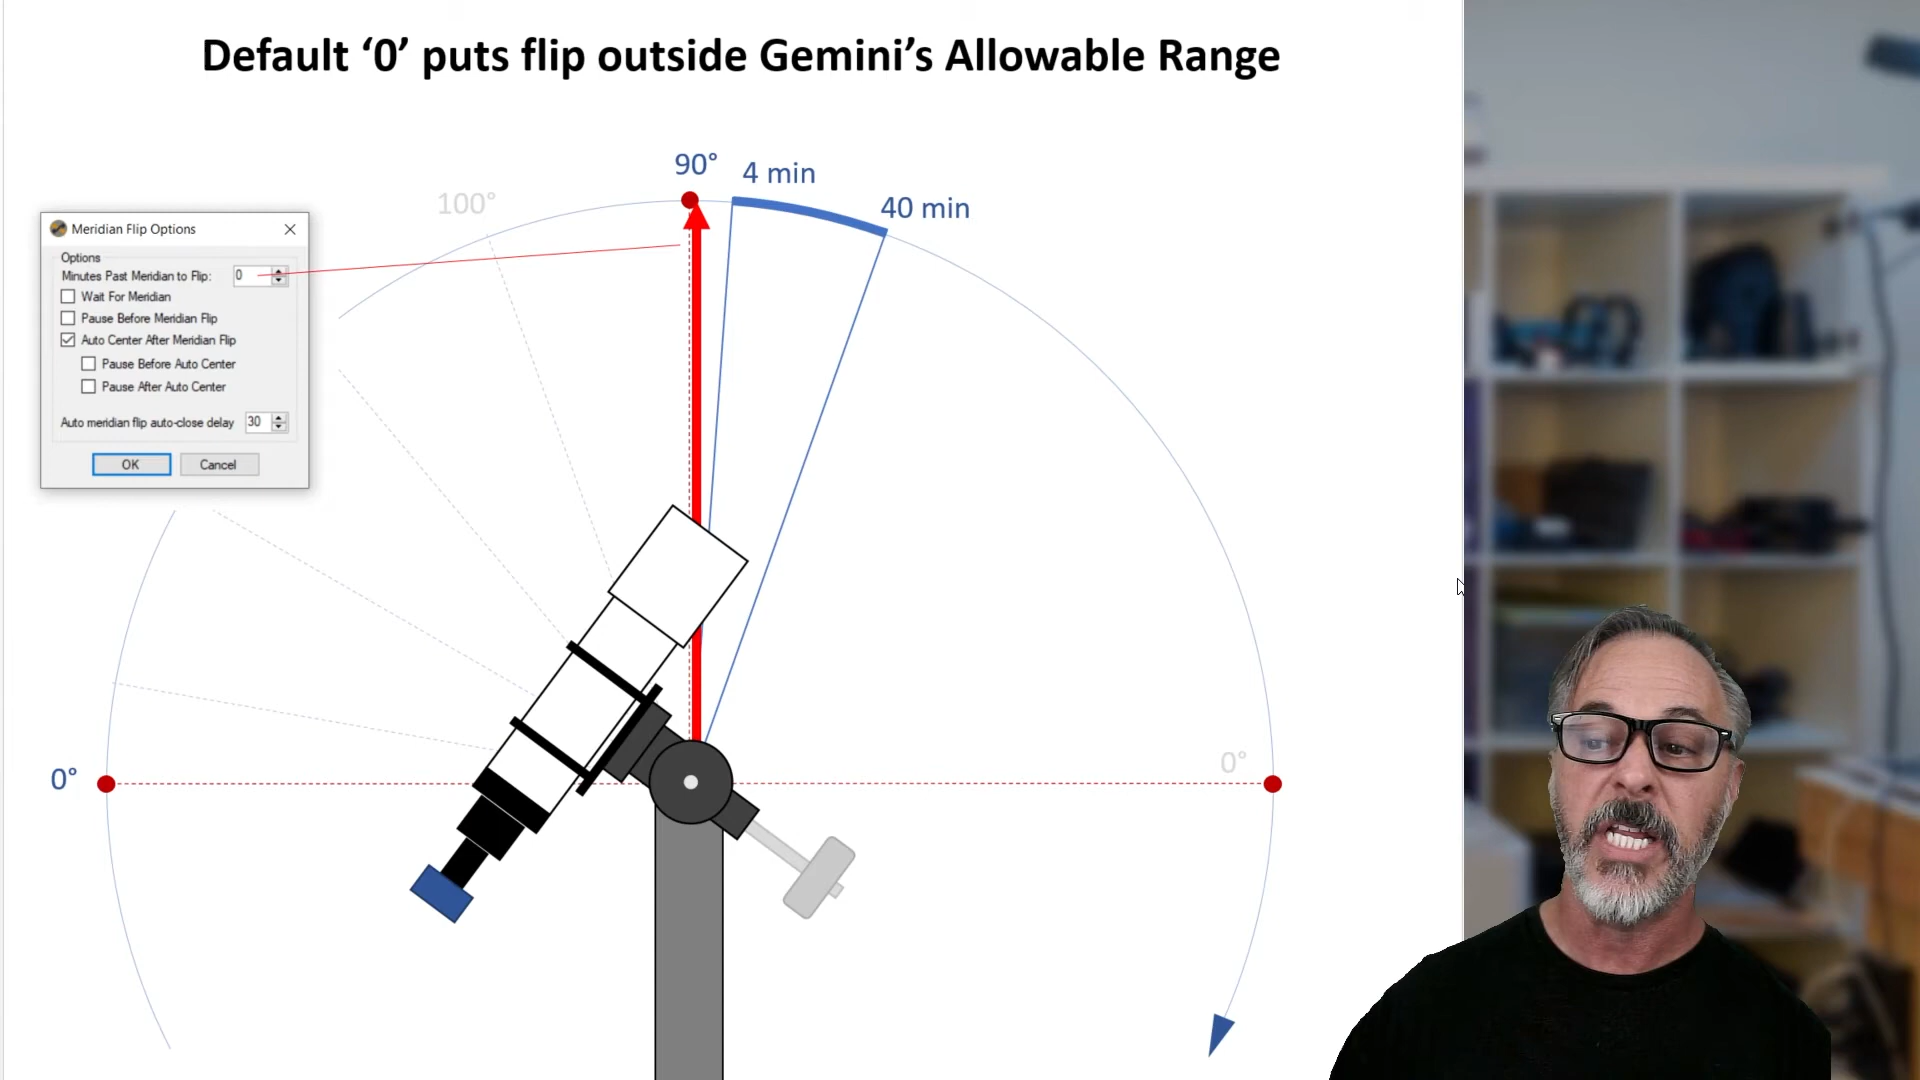 Default ‘0’ puts flip outside Gemini’s Allowable Range
90°
4 min
100°
40 min
Meridian Flip Options
Options
Minutes Past Meridian to Flip: 0
Wait For Meridian
Pause Before Meridian Flip
Auto Center After Meridian Flip
Pause Before Auto Center
Pause After Auto Center
Auto meridian flip auto-close delay 30
OK Cancel
0°
0°